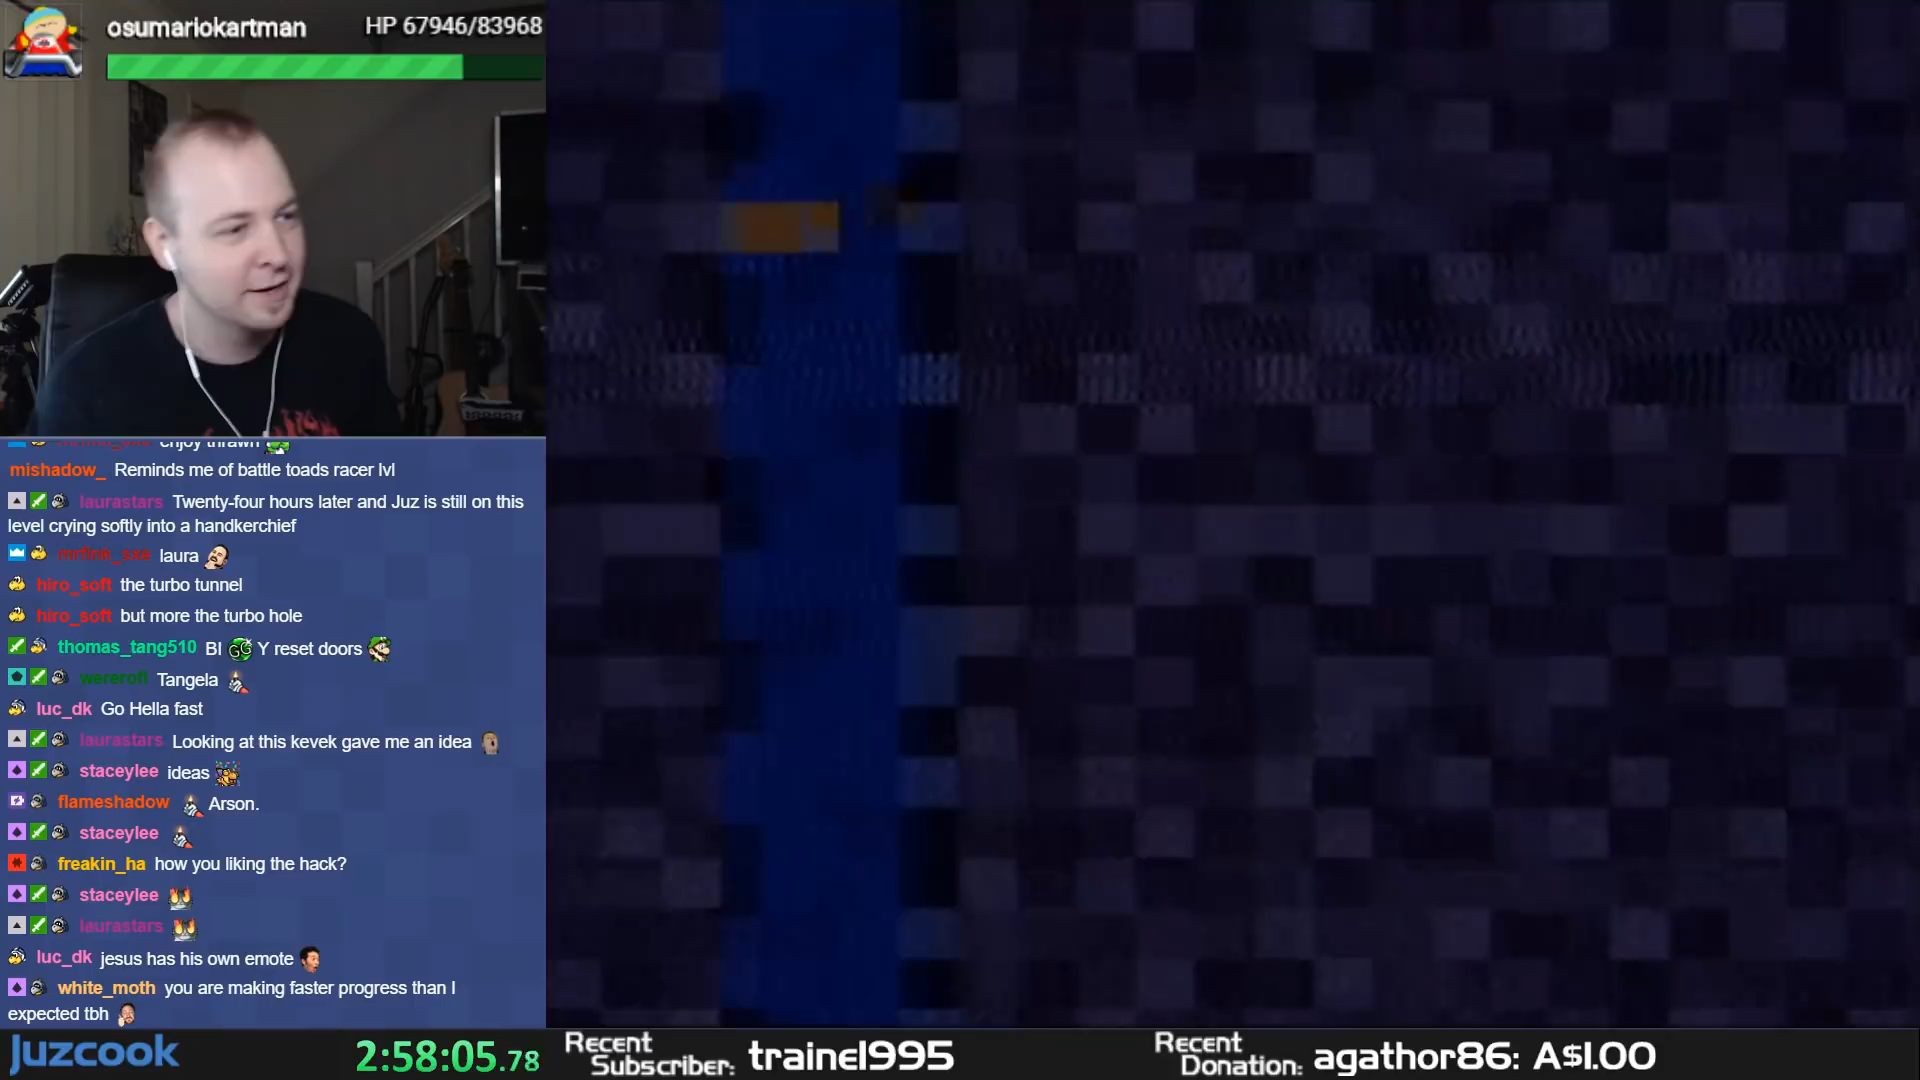 osumariokartman HP 67946/83968
enjoy thrawn
mishadow_ Reminds me of battle toads racer lvl
laurastars Twenty-four hours later and Juz is still on this
level crying softly into a handkerchief
mrfink_sxe laura
hiro_soft the turbo tunnel
hiro_soft but more the turbo hole
thomas_tang510 BI GG Y reset doors
Tangela
luc_dk Go Hella fast
laurastars Looking at this kevek gave me an idea
staceylee ideas
flameshadow Arson.
staceylee
freakin_ha how you liking the hack?
staceylee
laurastars
luc_dk jesus has his own emote
white_moth you are making faster progress than I
expected tbh
Juzcook 2:58:05.78
Recent Subscriber: traine1995
Recent Donation: agathor86: A$1.00